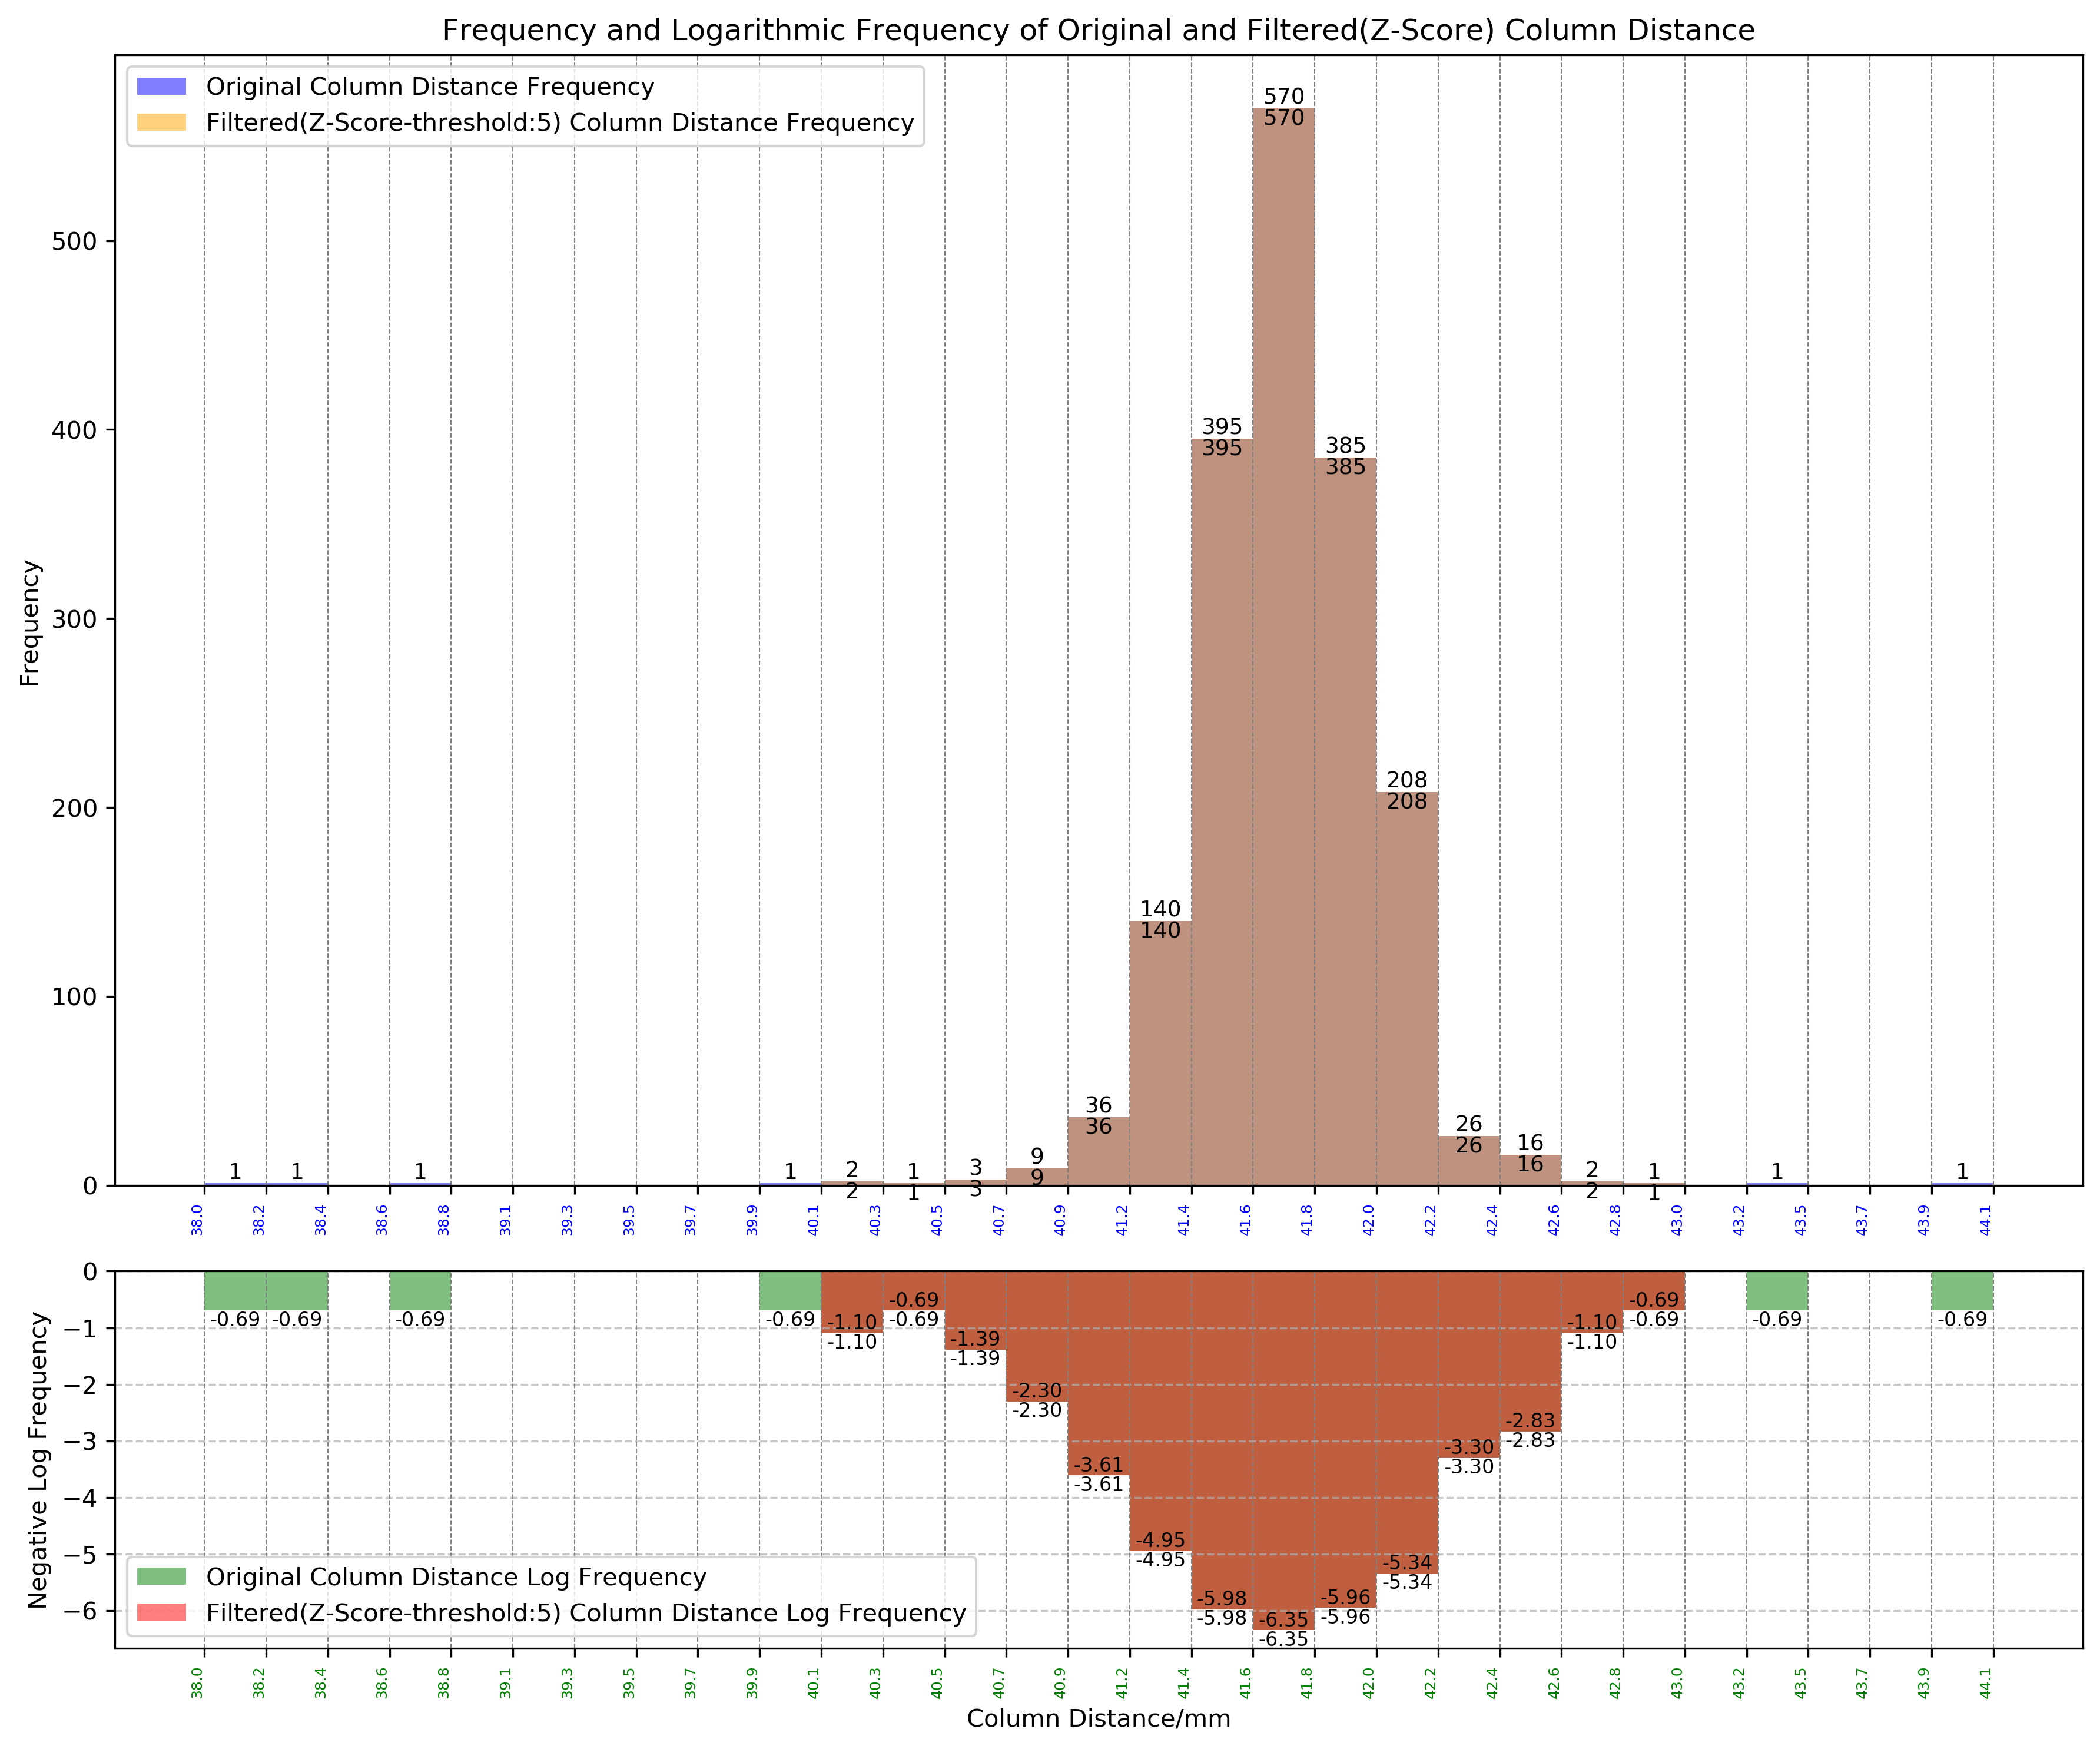 Frequency and Logarithmic Frequency of Original and Filtered(Z-Score) Column Distance
Original Column Distance Frequency
Filtered(Z-Score-threshold:5) Column Distance Frequency
Frequency
500
400
300
200
100
0
1 1 1 1 2 1 3 9 36 140 395 570 385 208 26 16 2 1 1 1
2 1 3 9 36 140 395 570 385 208 26 16 2 1
38.0 38.2 38.4 38.6 38.8 39.1 39.3 39.5 39.7 39.9 40.1 40.3 40.5 40.7 40.9 41.2 41.4 41.6 41.8 42.0 42.2 42.4 42.6 42.8 43.0 43.2 43.5 43.7 43.9 44.1
Negative Log Frequency
0
−1
−2
−3
−4
−5
−6
-1.10 -0.69 -1.39 -2.30 -3.61 -4.95 -5.98 -6.35 -5.96 -5.34 -3.30 -2.83 -1.10 -0.69
-0.69 -0.69 -0.69 -0.69 -1.10 -0.69 -1.39 -2.30 -3.61 -4.95 -5.98 -6.35 -5.96 -5.34 -3.30 -2.83 -1.10 -0.69 -0.69 -0.69
Original Column Distance Log Frequency
Filtered(Z-Score-threshold:5) Column Distance Log Frequency
38.0 38.2 38.4 38.6 38.8 39.1 39.3 39.5 39.7 39.9 40.1 40.3 40.5 40.7 40.9 41.2 41.4 41.6 41.8 42.0 42.2 42.4 42.6 42.8 43.0 43.2 43.5 43.7 43.9 44.1
Column Distance/mm